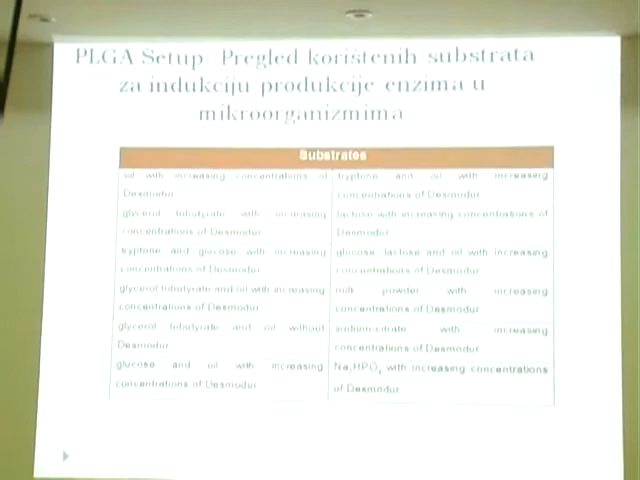 PLGA Setup Pregled korištenih substrata
za indukciju produkcije enzima u
mikroorganizmima
Substrates
oil with increasing concentrations of
Desmodur
glycerol tributyrate with increasing
concentrations of Desmodur
tryptone and glucose with increasing
concentrations of Desmodur
glycerol tributyrate and oil with increasing
concentrations of Desmodur
glycerol tributyrate and oil without
Desmodur
glucose and oil with increasing
concentrations of Desmodur
tryptone and oil with increasing
concentrations of Desmodur
lactose with increasing concentrations of
Desmodur
glucose lactose and oil with increasing
concentrations of Desmodur
milk powder with increasing
concentrations of Desmodur
sodium-citrate with increasing
concentrations of Desmodur
Na₂HPO₄ with increasing concentrations
of Desmodur